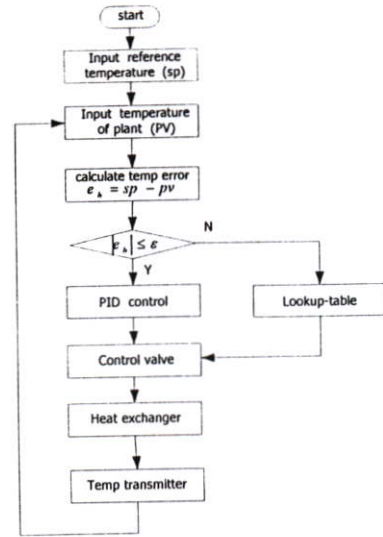 start
Input reference
temperature (sp)
Input temperature
of plant (PV)
calculate temp error
e_k = sp − pv
|e_k| ≤ ε
N
Y
PID control
Lookup-table
Control valve
Heat exchanger
Temp transmitter